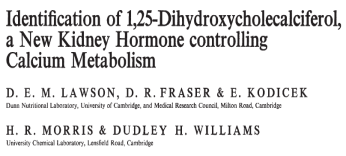 Identification of 1,25-Dihydroxycholecalciferol,
a New Kidney Hormone controlling
Calcium Metabolism
D. E. M. LAWSON, D. R. FRASER & E. KODICEK
Dunn Nutritional Laboratory, University of Cambridge, and Medical Research Council, Milton Road, Cambridge
H. R. MORRIS & DUDLEY H. WILLIAMS
University Chemical Laboratory, Lensfield Road, Cambridge